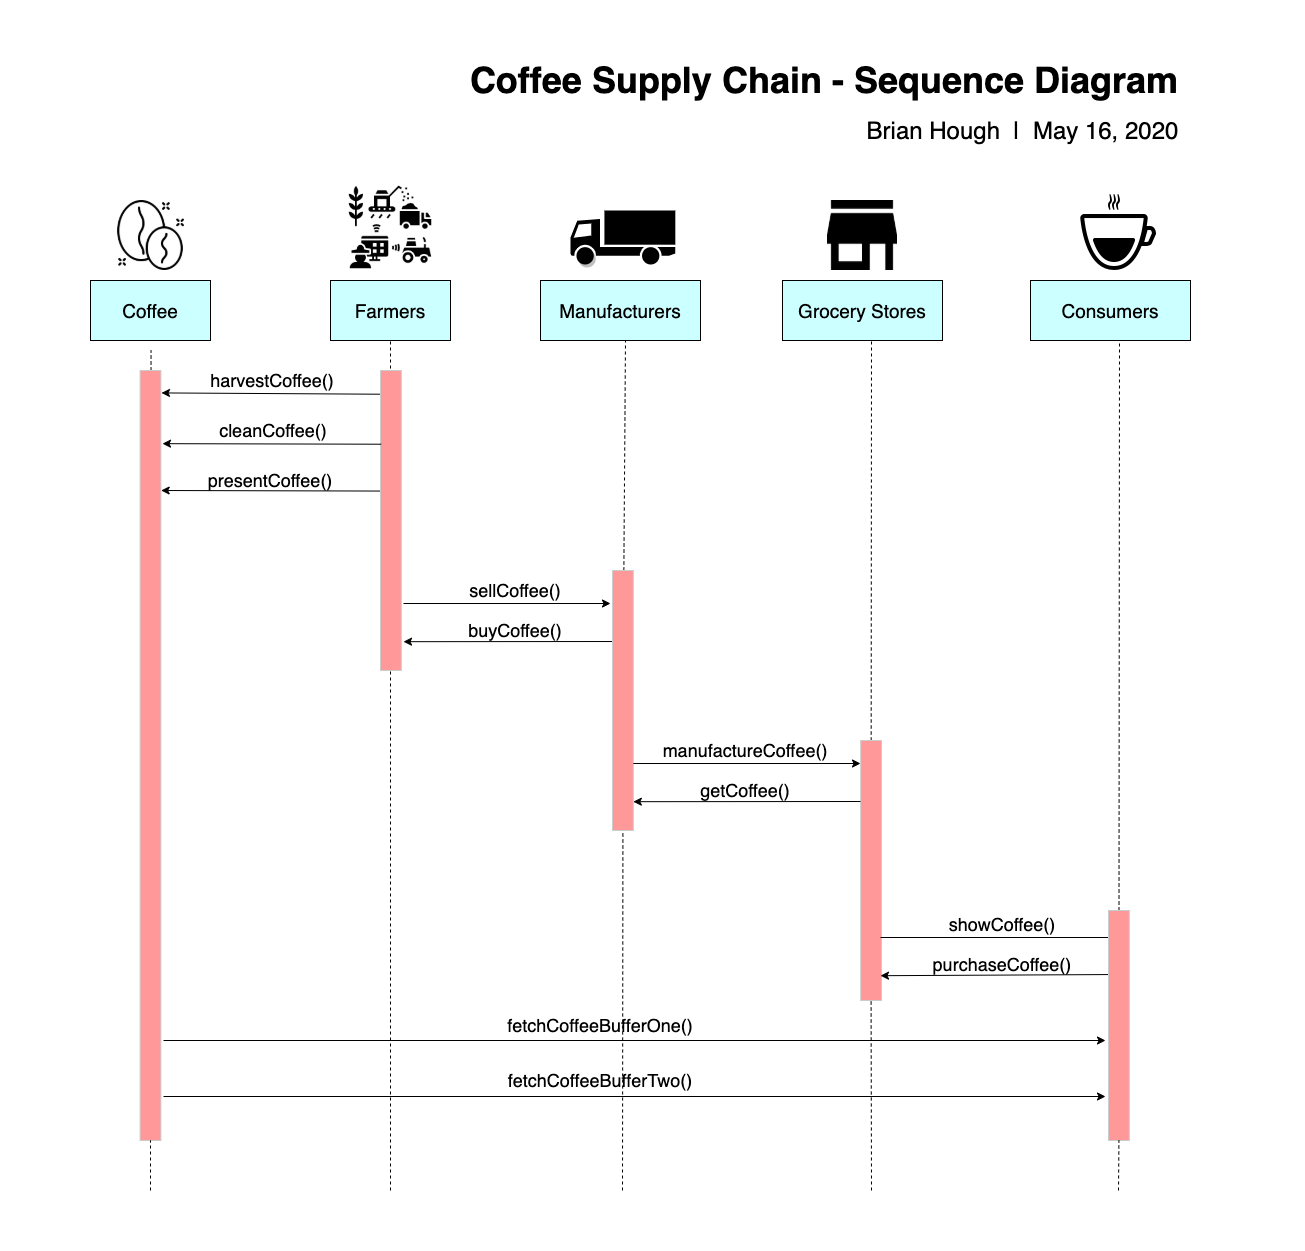 Coffee Supply Chain - Sequence Diagram
Brian Hough | May 16, 2020
Coffee
Farmers
Manufacturers
Grocery Stores
Consumers
harvestCoffee()
cleanCoffee()
presentCoffee()
sellCoffee()
buyCoffee()
manufactureCoffee()
getCoffee()
showCoffee()
purchaseCoffee()
fetchCoffeeBufferOne()
fetchCoffeeBufferTwo()